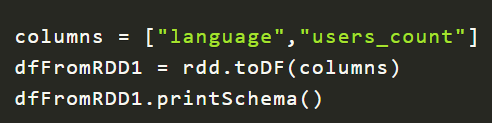 columns = ["language","users_count"]
dfFromRDD1 = rdd.toDF(columns)
dfFromRDD1.printSchema()